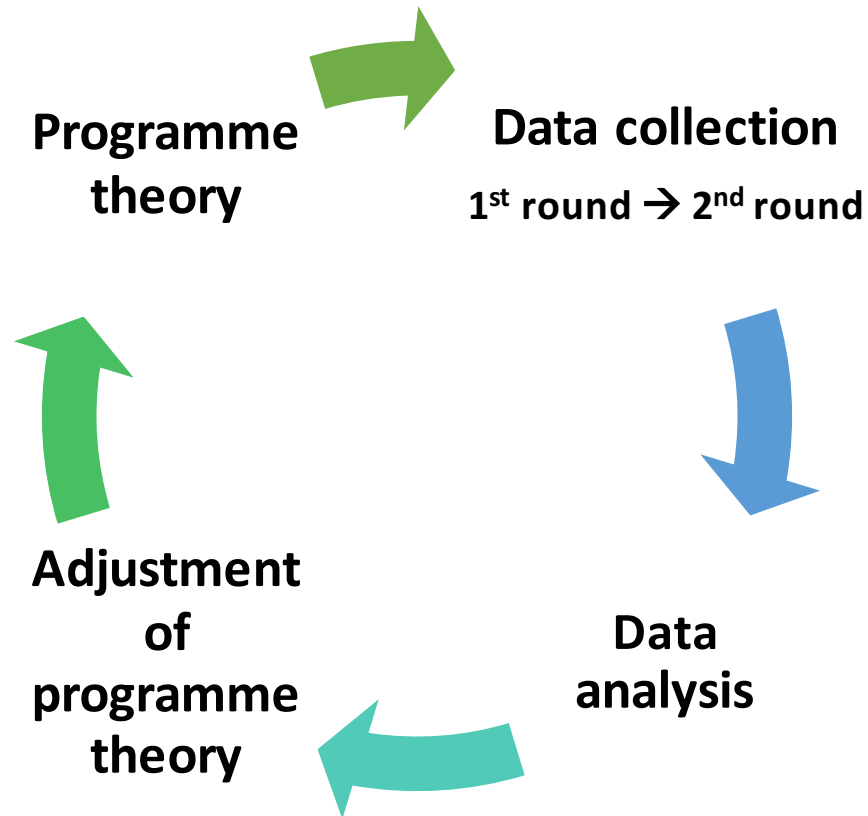 Programme
theory
Data collection
1st round → 2nd round
Data
analysis
Adjustment
of
programme
theory